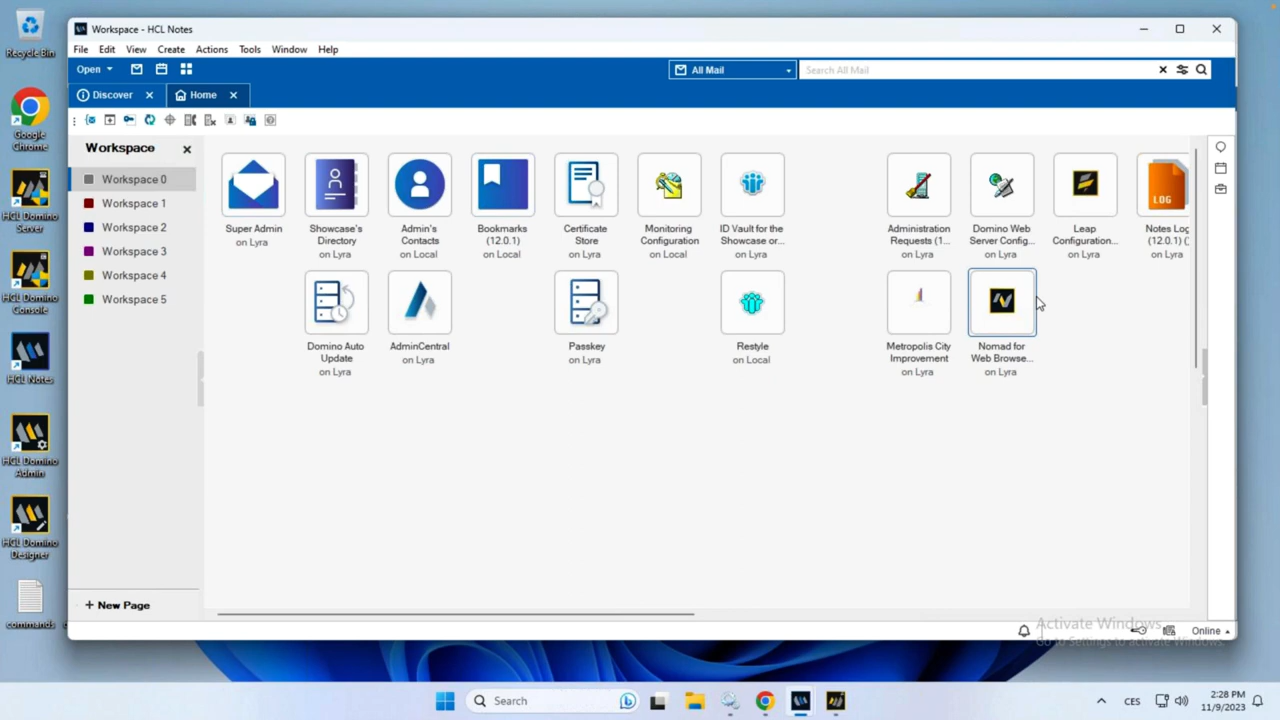 Recycle Bin
Google
Chrome
HCL Domino
Server
HCL Domino
Console
HCL Notes
HCL Domino
Admin
HCL Domino
Designer
commands
Workspace - HCL Notes
File Edit View Create Actions Tools Window Help
Open
All Mail
Search All Mail
Discover
Home
Workspace
Workspace 0
Workspace 1
Workspace 2
Workspace 3
Workspace 4
Workspace 5
+ New Page
Super Admin
on Lyra
Showcase's
Directory
on Lyra
Admin's
Contacts
on Local
Bookmarks
(12.0.1)
on Local
Certificate
Store
on Lyra
Monitoring
Configuration
on Local
ID Vault for the
Showcase or...
on Lyra
Administration
Requests (1...
on Lyra
Domino Web
Server Config...
on Lyra
Leap
Configuration...
on Lyra
LOG
Notes Log
(12.0.1) (
on Lyra
Domino Auto
Update
on Lyra
AdminCentral
on Lyra
Passkey
on Lyra
Restyle
on Local
Metropolis City
Improvement
on Lyra
Nomad for
Web Browse...
on Lyra
Activate Windows
Go to Settings to activate Windows.
Online
Search
CES
2:28 PM
11/9/2023